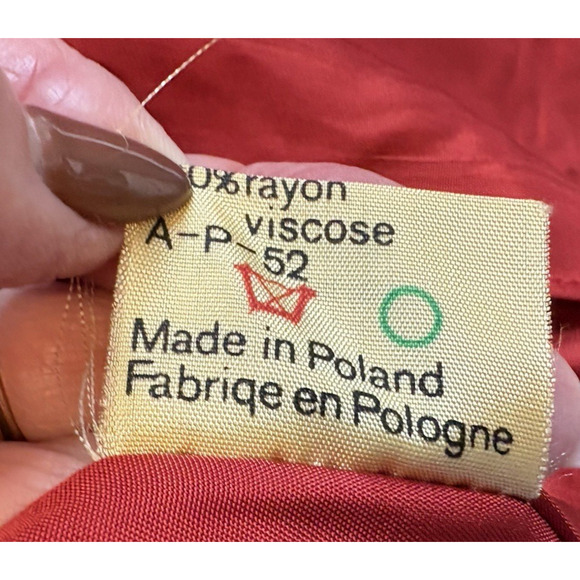 0% rayon
viscose
A-P-52
Made in Poland
Fabriqe en Pologne